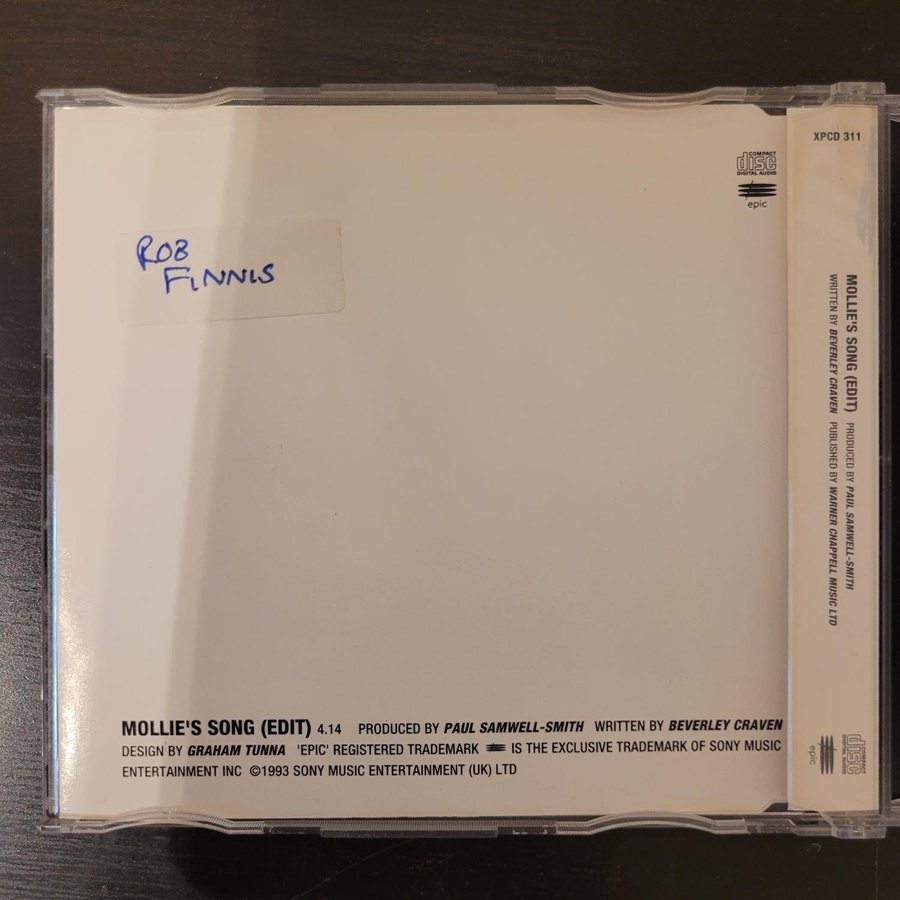 XPCD 311
COMPACT
disc
DIGITAL AUDIO
epic
ROB
FINNIS
MOLLIE'S SONG (EDIT) PRODUCED BY PAUL SAMWELL-SMITH
WRITTEN BY BEVERLEY CRAVEN PUBLISHED BY WARNER CHAPPELL MUSIC LTD
MOLLIE'S SONG (EDIT) 4.14 PRODUCED BY PAUL SAMWELL-SMITH WRITTEN BY BEVERLEY CRAVEN
DESIGN BY GRAHAM TUNNA 'EPIC' REGISTERED TRADEMARK IS THE EXCLUSIVE TRADEMARK OF SONY MUSIC
ENTERTAINMENT INC ©1993 SONY MUSIC ENTERTAINMENT (UK) LTD
COMPACT
disc
DIGITAL AUDIO
epic